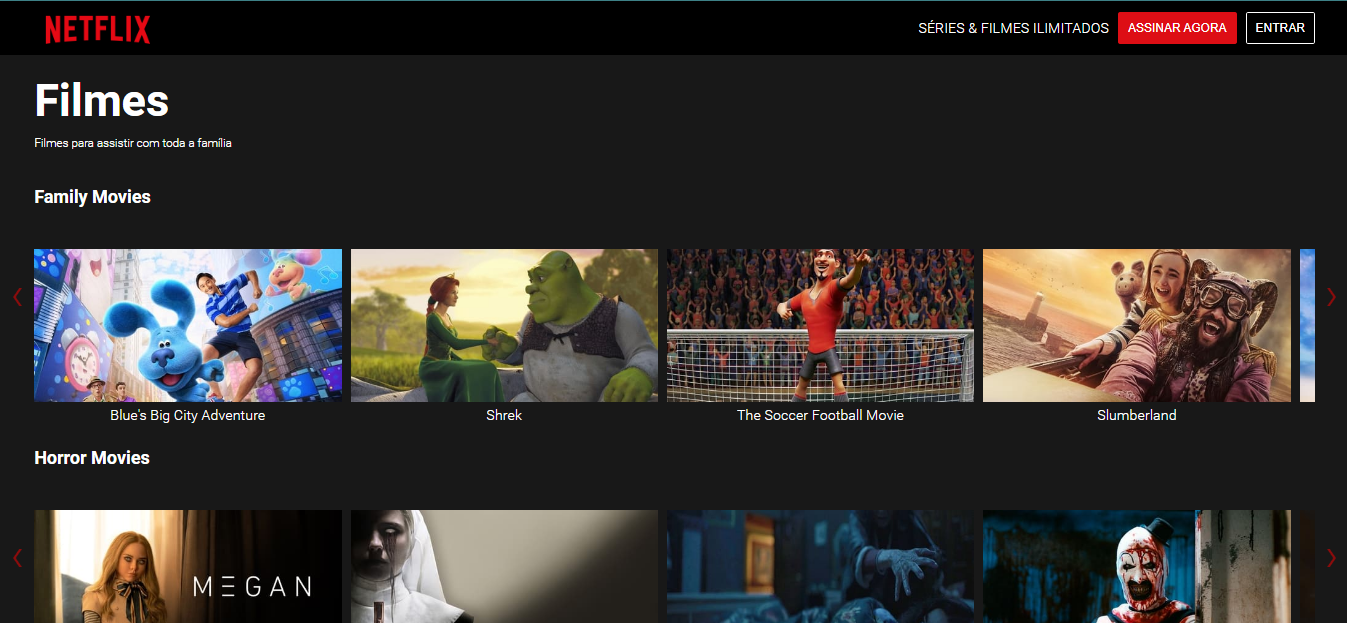 NETFLIX
SÉRIES & FILMES ILIMITADOS
ASSINAR AGORA
ENTRAR
Filmes
Filmes para assistir com toda a família
Family Movies
Blue's Big City Adventure
Shrek
The Soccer Football Movie
Slumberland
Horror Movies
MEGAN